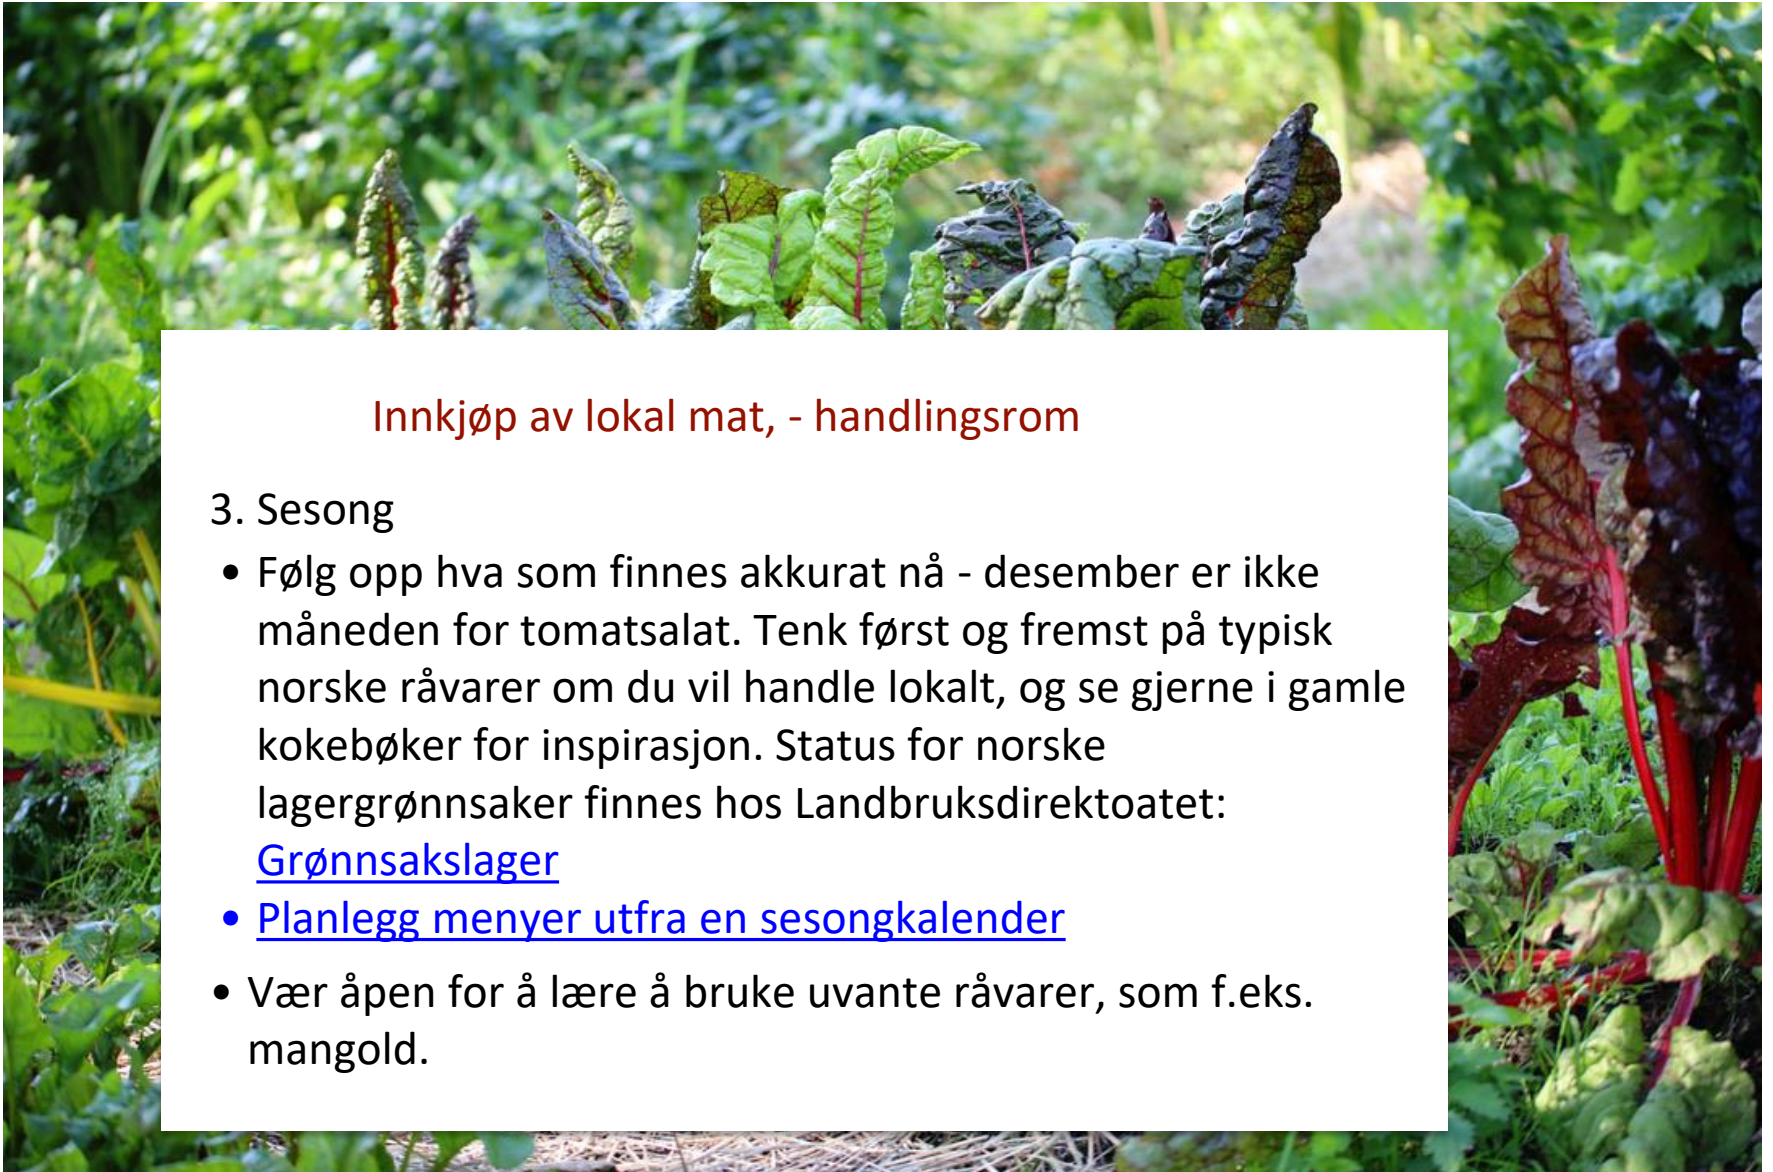 Innkjøp av lokal mat, - handlingsrom
3. Sesong
• Følg opp hva som finnes akkurat nå - desember er ikke
måneden for tomatsalat. Tenk først og fremst på typisk
norske råvarer om du vil handle lokalt, og se gjerne i gamle
kokebøker for inspirasjon. Status for norske
lagergrønnsaker finnes hos Landbruksdirektoatet:
Grønnsakslager
• Planlegg menyer utfra en sesongkalender
• Vær åpen for å lære å bruke uvante råvarer, som f.eks.
mangold.